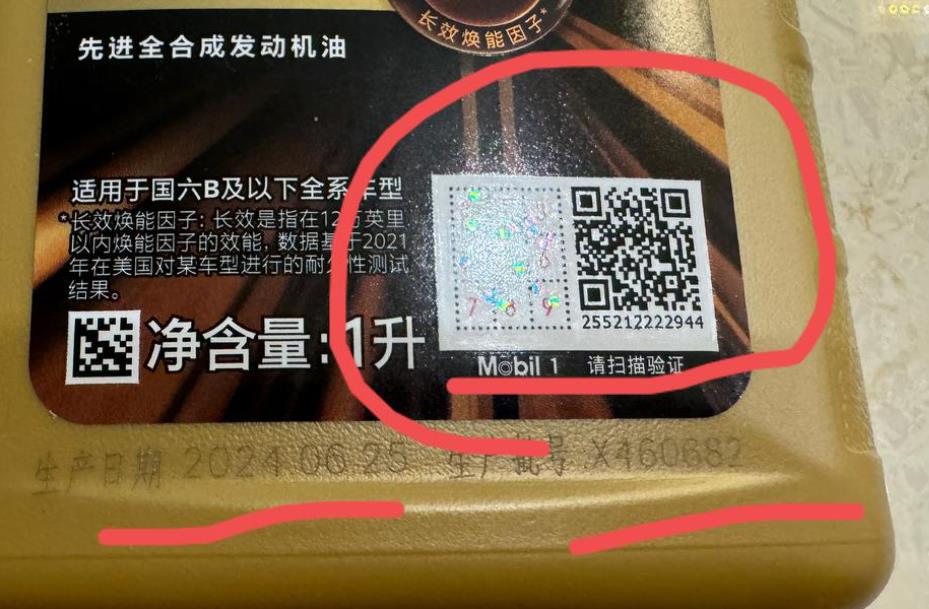 长效焕能因子*
先进全合成发动机油
适用于国六B及以下全系车型
*长效焕能因子：长效是指在12万英里
以内焕能因子的效能，数据基于2021
年在美国对某车型进行的耐久性测试
结果。
净含量:1升
6
7 8 9
255212222944
Mobil 1 请扫描验证
生产日期 2024 06 25 生产批号 X460682